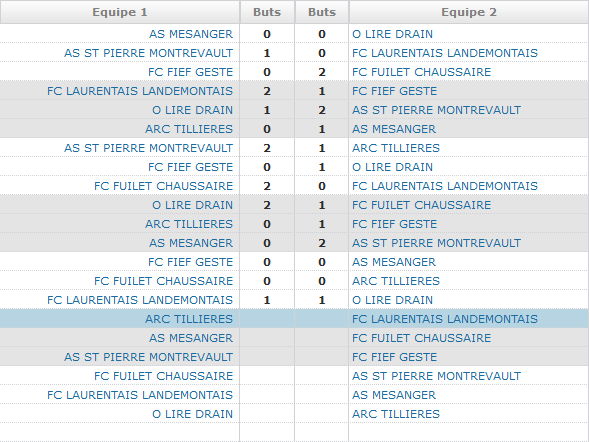 Equipe 1 Buts Buts Equipe 2
AS MESANGER 0 0 O LIRE DRAIN
AS ST PIERRE MONTREVAULT 1 0 FC LAURENTAIS LANDEMONTAIS
FC FIEF GESTE 0 2 FC FUILET CHAUSSAIRE
FC LAURENTAIS LANDEMONTAIS 2 1 FC FIEF GESTE
O LIRE DRAIN 1 2 AS ST PIERRE MONTREVAULT
ARC TILLIERES 0 1 AS MESANGER
AS ST PIERRE MONTREVAULT 2 1 ARC TILLIERES
FC FIEF GESTE 0 1 O LIRE DRAIN
FC FUILET CHAUSSAIRE 2 0 FC LAURENTAIS LANDEMONTAIS
O LIRE DRAIN 2 1 FC FUILET CHAUSSAIRE
ARC TILLIERES 0 1 FC FIEF GESTE
AS MESANGER 0 2 AS ST PIERRE MONTREVAULT
FC FIEF GESTE 0 0 AS MESANGER
FC FUILET CHAUSSAIRE 0 0 ARC TILLIERES
FC LAURENTAIS LANDEMONTAIS 1 1 O LIRE DRAIN
ARC TILLIERES FC LAURENTAIS LANDEMONTAIS
AS MESANGER FC FUILET CHAUSSAIRE
AS ST PIERRE MONTREVAULT FC FIEF GESTE
FC FUILET CHAUSSAIRE AS ST PIERRE MONTREVAULT
FC LAURENTAIS LANDEMONTAIS AS MESANGER
O LIRE DRAIN ARC TILLIERES